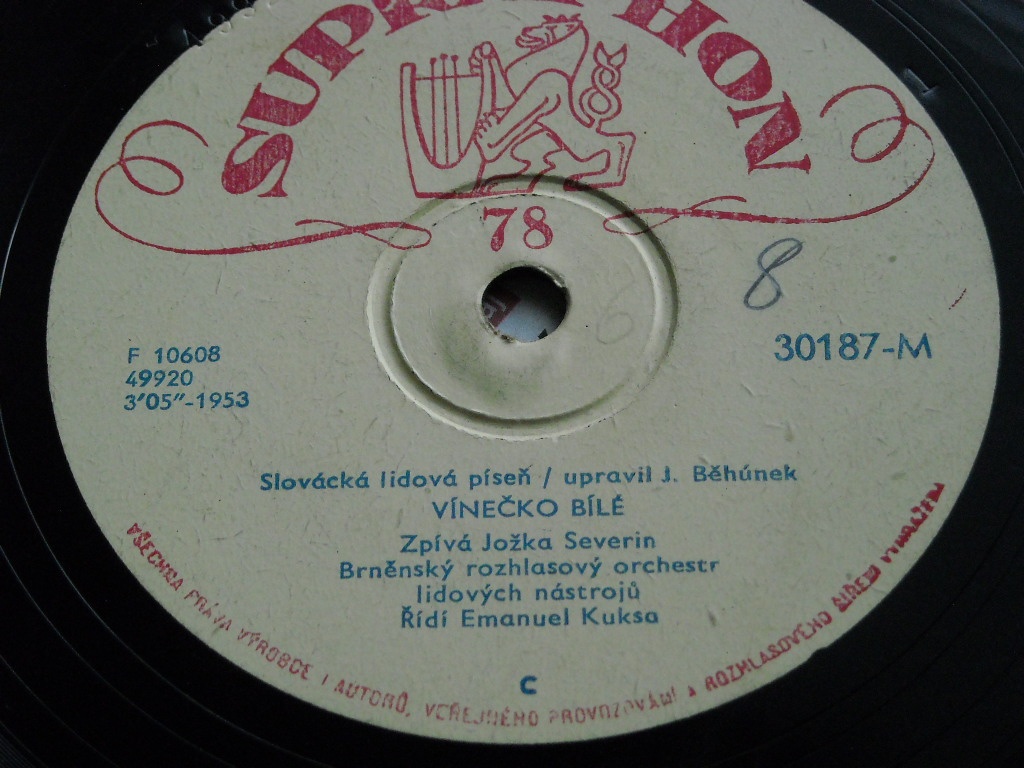 SUPRAPHON
78
8
F 10608
49920
3'05"-1953
30187-M
Slovácká lidová píseň / upravil J. Běhúnek
VÍNEČKO BÍLÉ
Zpívá Jožka Severin
Brněnský rozhlasový orchestr
lidových nástrojů
Řídí Emanuel Kuksa
C
VŠECHNA PRÁVA VÝROBCE I AUTORŮ, VEŘEJNÉHO PROVOZOVÁNÍ A ROZHLASOVÉHO ŠÍŘENÍ VYHRAZENA